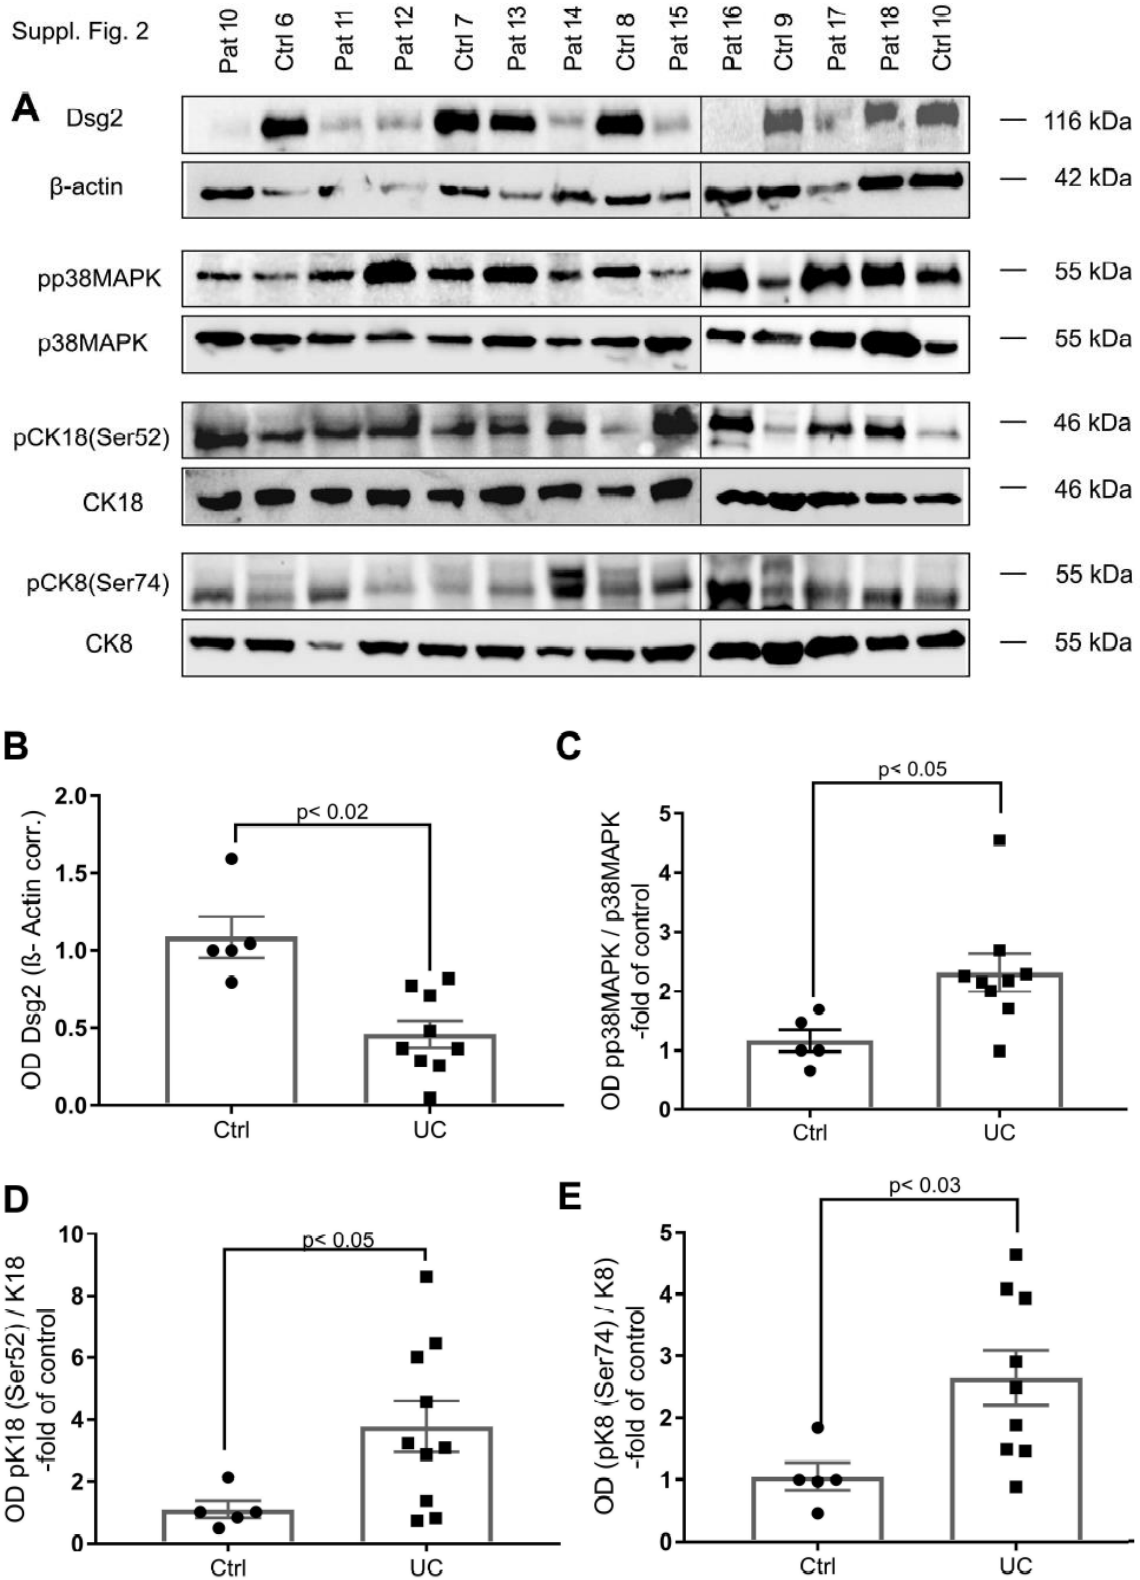 Suppl. Fig. 2
Pat 10
Ctrl 6
Pat 11
Pat 12
Ctrl 7
Pat 13
Pat 14
Ctrl 8
Pat 15
Pat 16
Ctrl 9
Pat 17
Pat 18
Ctrl 10
A
Dsg2
116 kDa
β-actin
42 kDa
pp38MAPK
55 kDa
p38MAPK
55 kDa
pCK18(Ser52)
46 kDa
CK18
46 kDa
pCK8(Ser74)
55 kDa
CK8
55 kDa
B
OD Dsg2 (ß- Actin corr.)
2.0
1.5
1.0
0.5
0.0
p< 0.02
Ctrl
UC
C
OD pp38MAPK / p38MAPK
-fold of control
5
4
3
2
1
0
p< 0.05
Ctrl
UC
D
OD pK18 (Ser52) / K18
-fold of control
10
8
6
4
2
0
p< 0.05
Ctrl
UC
E
OD (pK8 (Ser74) / K8)
-fold of control
5
4
3
2
1
0
p< 0.03
Ctrl
UC